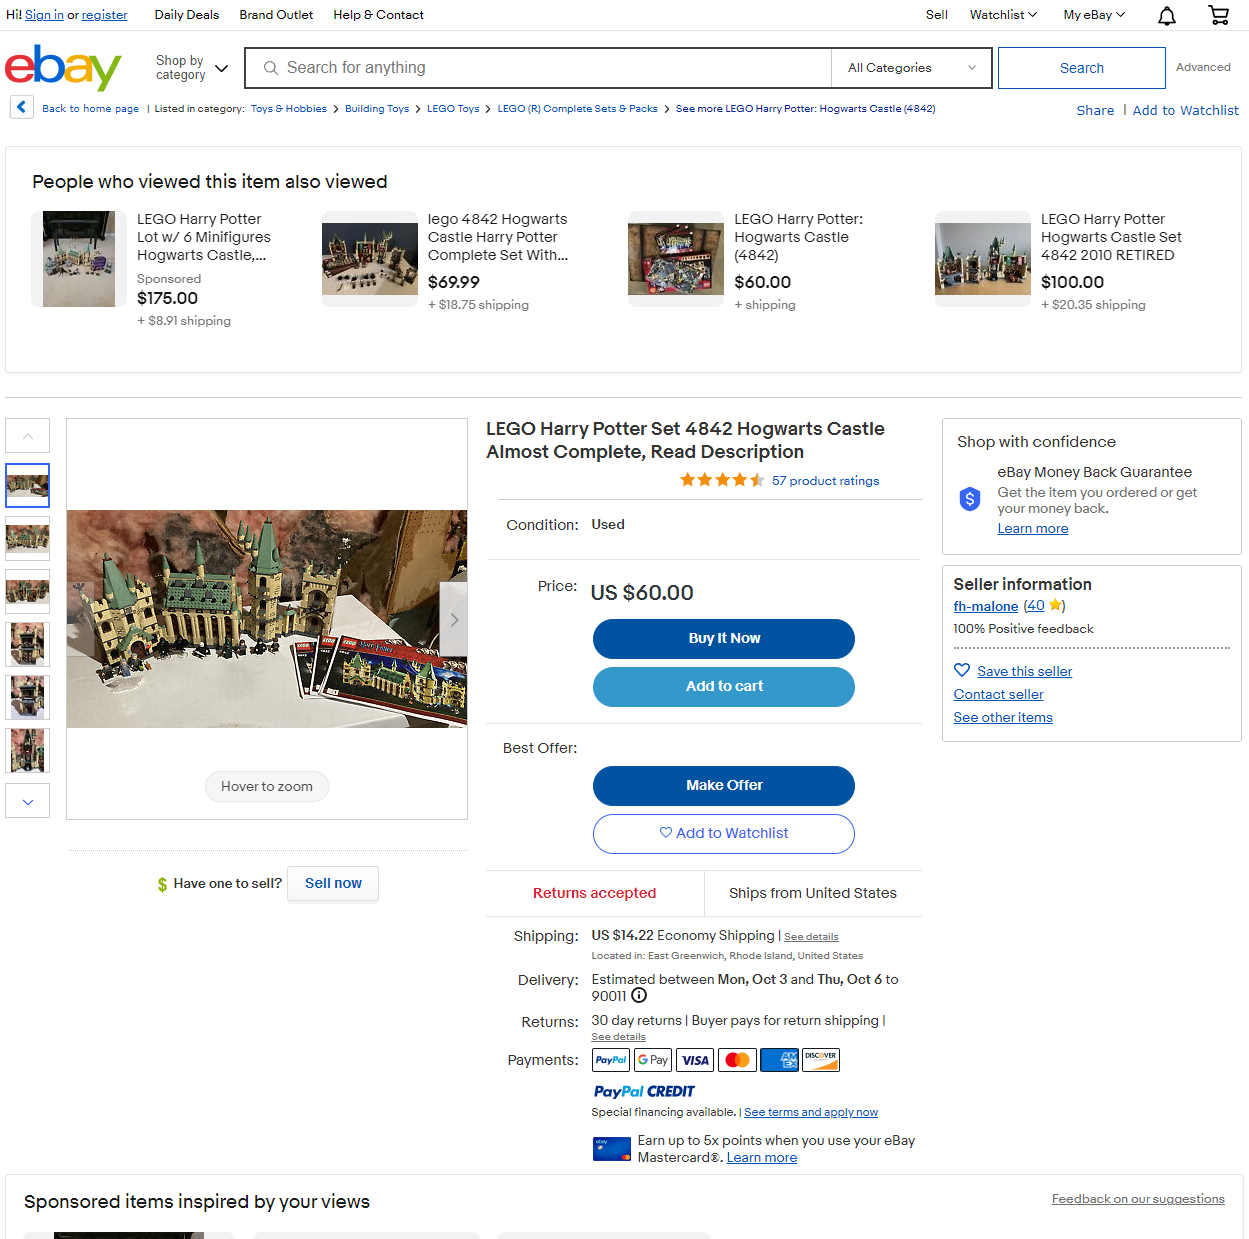 Hi! Sign in or register Daily Deals Brand Outlet Help & Contact Sell Watchlist My eBay
ebay Shop by category Search for anything All Categories Search Advanced
Back to home page | Listed in category: Toys & Hobbies > Building Toys > LEGO Toys > LEGO (R) Complete Sets & Packs > See more LEGO Harry Potter: Hogwarts Castle (4842)
Share | Add to Watchlist
People who viewed this item also viewed
LEGO Harry Potter
Lot w/ 6 Minifigures
Hogwarts Castle,...
Sponsored
$175.00
+ $8.91 shipping
lego 4842 Hogwarts
Castle Harry Potter
Complete Set With...
$69.99
+ $18.75 shipping
LEGO Harry Potter:
Hogwarts Castle
(4842)
$60.00
+ shipping
LEGO Harry Potter
Hogwarts Castle Set
4842 2010 RETIRED
$100.00
+ $20.35 shipping
Hover to zoom
$ Have one to sell? Sell now
LEGO Harry Potter Set 4842 Hogwarts Castle
Almost Complete, Read Description
57 product ratings
Condition: Used
Price: US $60.00
Buy It Now
Add to cart
Best Offer:
Make Offer
Add to Watchlist
Returns accepted Ships from United States
Shipping: US $14.22 Economy Shipping | See details
Located in: East Greenwich, Rhode Island, United States
Delivery: Estimated between Mon, Oct 3 and Thu, Oct 6 to
90011
Returns: 30 day returns | Buyer pays for return shipping |
See details
Payments: PayPal G Pay VISA AMEX DISCOVER
PayPal CREDIT
Special financing available. | See terms and apply now
Earn up to 5x points when you use your eBay
Mastercard®. Learn more
Shop with confidence
eBay Money Back Guarantee
Get the item you ordered or get
your money back.
Learn more
Seller information
fh-malone (40)
100% Positive feedback
Save this seller
Contact seller
See other items
Sponsored items inspired by your views
Feedback on our suggestions